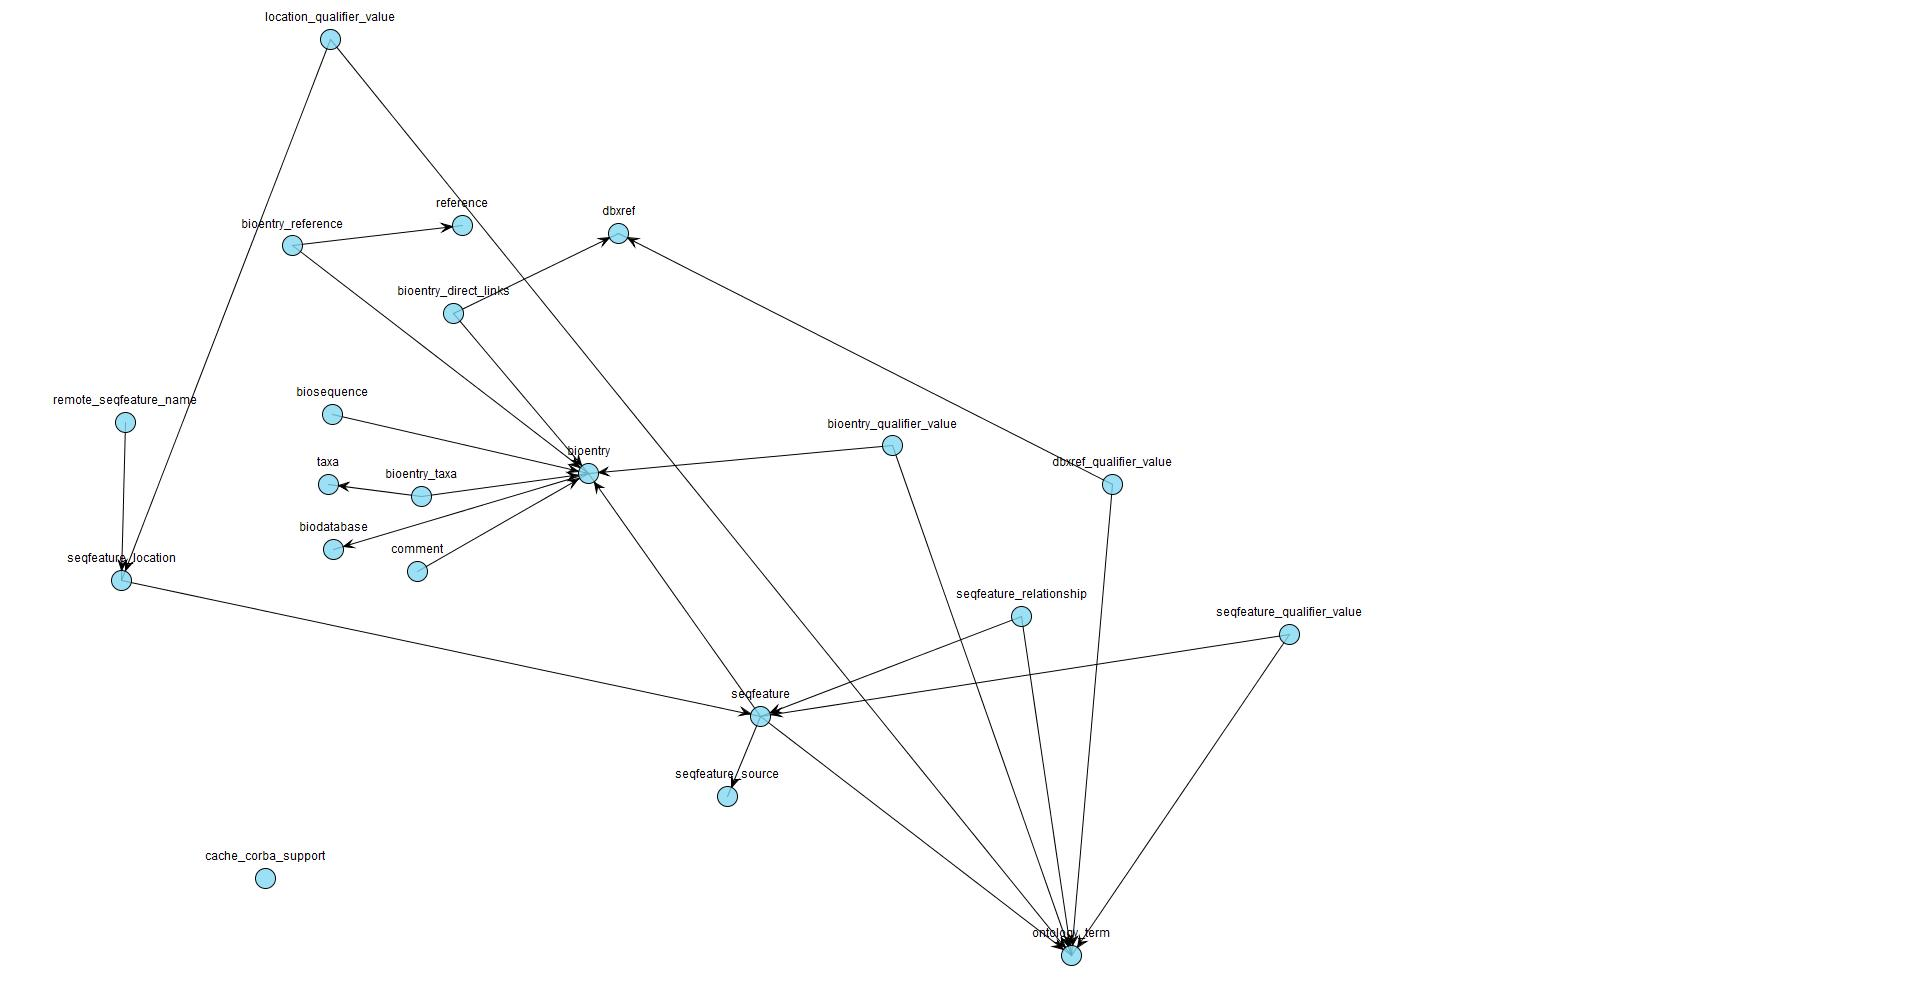 location_qualifier_value
reference
dbxref
bioentry_reference
bioentry_direct_links
biosequence
remote_seqfeature_name
bioentry_qualifier_value
bioentry
taxa
bioentry_taxa
dbxref_qualifier_value
biodatabase
comment
seqfeature_location
seqfeature_relationship
seqfeature_qualifier_value
seqfeature
seqfeature_source
cache_corba_support
ontology_term